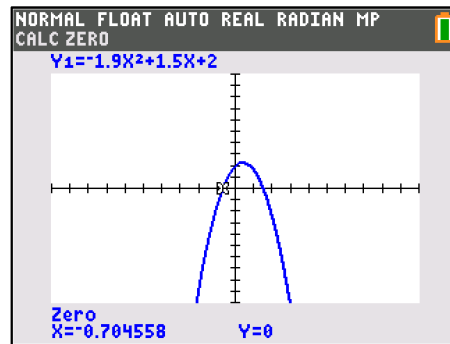 NORMAL FLOAT AUTO REAL RADIAN MP
CALC ZERO
Y₁=⁻1.9X²+1.5X+2
Zero
X=⁻0.704558 Y=0